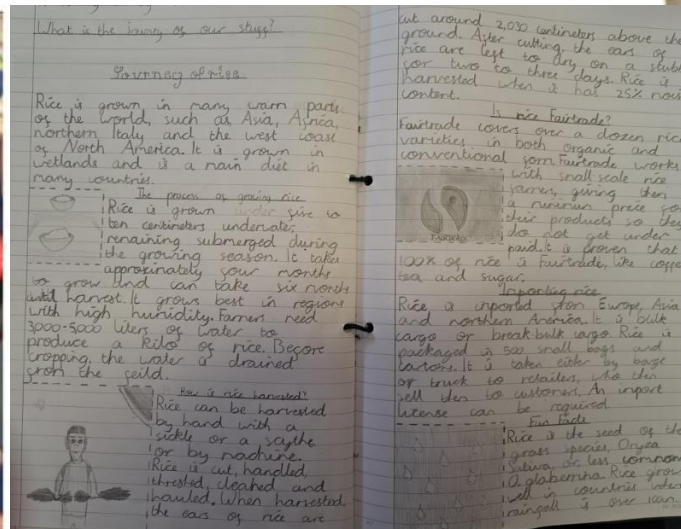 What is the journey of our stuff?
Journey of rice
Rice is grown in many warm parts
of the world, such as Asia, Africa,
northern Italy and the west coast
of North America. It is grown in
wetlands and is a main diet in
many countries.
The process of growing rice
Rice is grown under five to
ten centimeters underwater,
remaining submerged during
the growing season. It takes
approximately four months
to grow and can take six months
until harvest. It grows best in regions
with high humidity. Farmers need
3000-5000 liters of water to
produce a kilo of rice. Before
cropping, the water is drained
from the feild.
How is rice harvested?
Rice can be harvested
by hand with a
sickle or a scythe
or by machine.
Rice is cut, handled,
threshed, cleaned and
hauled. When harvested,
the ears of rice are
cut around 2,030 centimeters above the
ground. After cutting, the ears of
rice are left to dry on a stubb
for two to three days. Rice is
harvested when it has 25% mois
content.
Is rice Fairtrade?
Fairtrade covers over a dozen rice
varieties in both organic and
conventional form. Fairtrade works
with small scale rice
farmers, giving them
a minimum price for
their products so they
do not get under
paid. It is proven that
FAIRTRADE
100% of rice is Fairtrade, like coffee
tea and sugar.
Importing rice
Rice is imported from Europe, Asia
and northern America. It is bulk
cargo or break bulk cargo. Rice is
packaged in 500 small bags and
cartons. It is taken either by barge
or truck to retailers, who then
sell them to customers. An import
license can be required
Fun Facts
Rice is the seed of the
grass species, Oryza
Sativa or less common
O. glaberrima. Rice grow
well in countries where
rainfall is over 100cm.